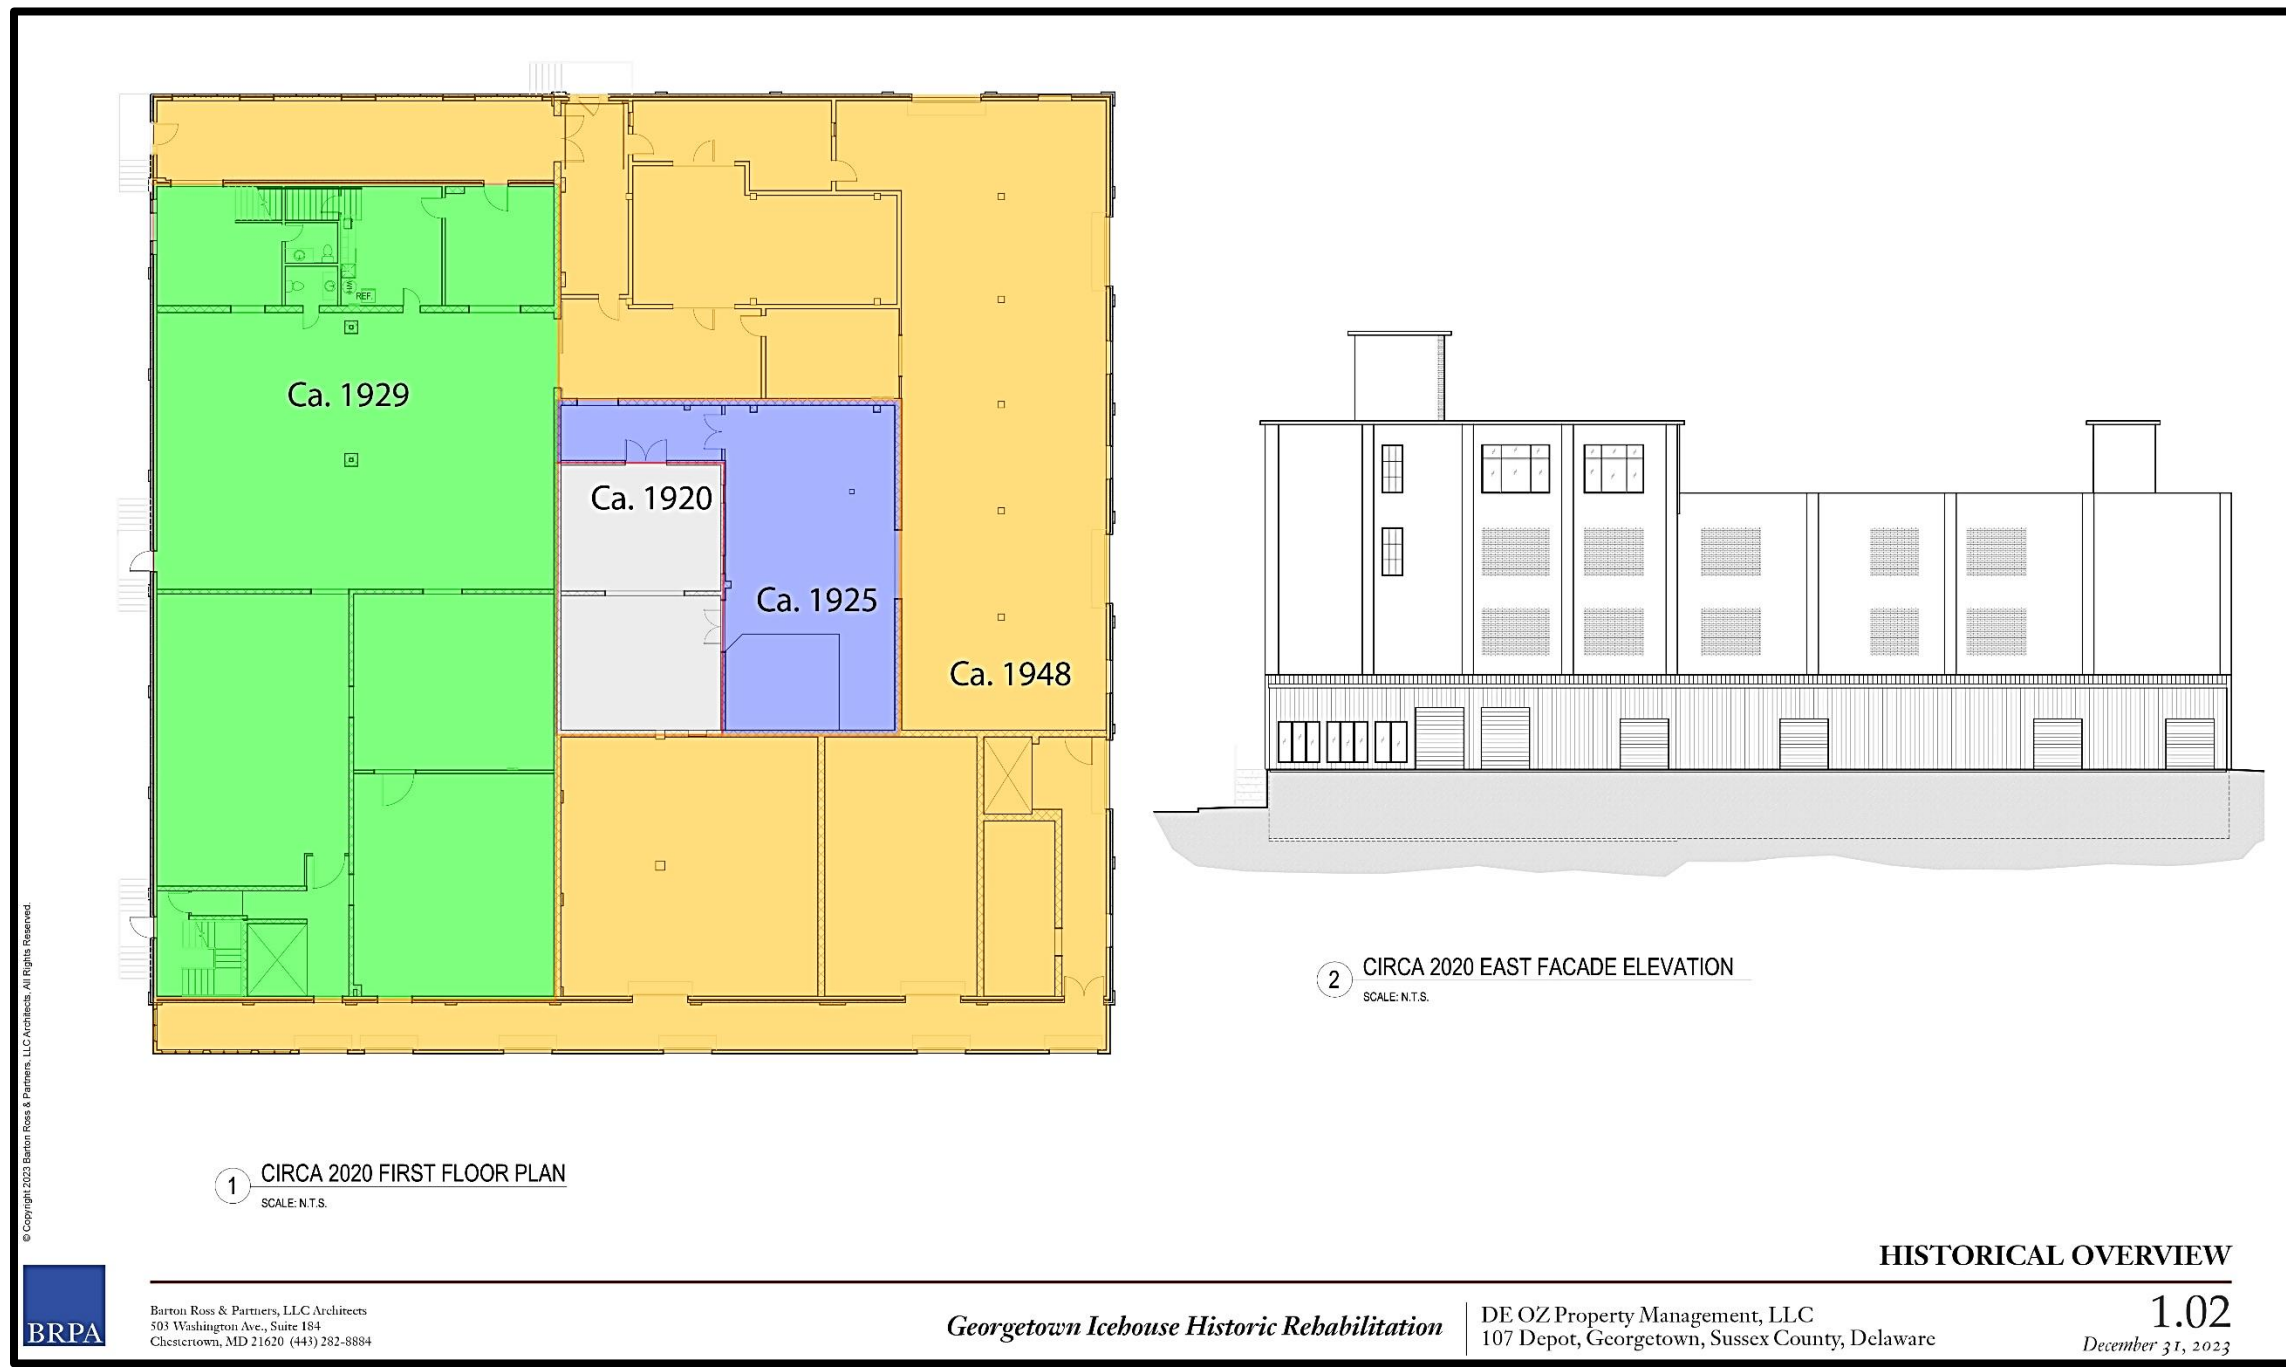 REF.
WH
Ca. 1929
Ca. 1920
Ca. 1925
Ca. 1948
1
CIRCA 2020 FIRST FLOOR PLAN
SCALE: N.T.S.
2
CIRCA 2020 EAST FACADE ELEVATION
SCALE: N.T.S.
© Copyright 2023 Barton Ross & Partners, LLC Architects. All Rights Reserved.
HISTORICAL OVERVIEW
BRPA
Barton Ross & Partners, LLC Architects
503 Washington Ave., Suite 184
Chestertown, MD 21620 (443) 282-8884
Georgetown Icehouse Historic Rehabilitation
DE OZ Property Management, LLC
107 Depot, Georgetown, Sussex County, Delaware
1.02
December 31, 2023